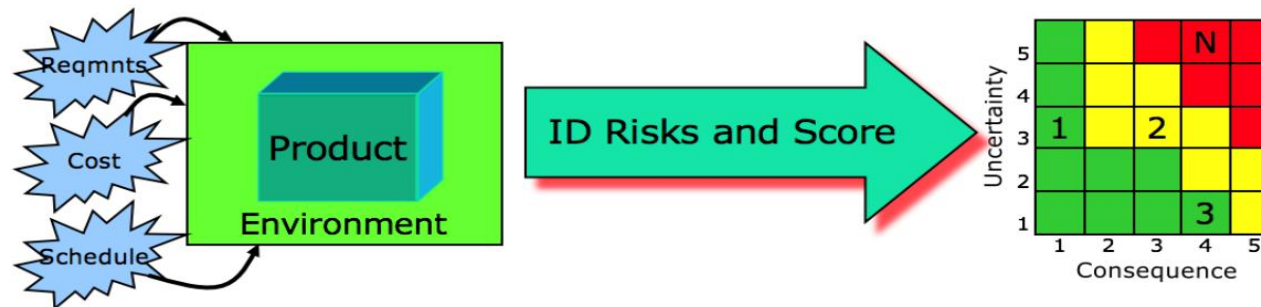 Reqmnts
Cost
Schedule
Product
Environment
ID Risks and Score
Uncertainty
5
4
3
2
1
N
1
2
3
1 2 3 4 5
Consequence